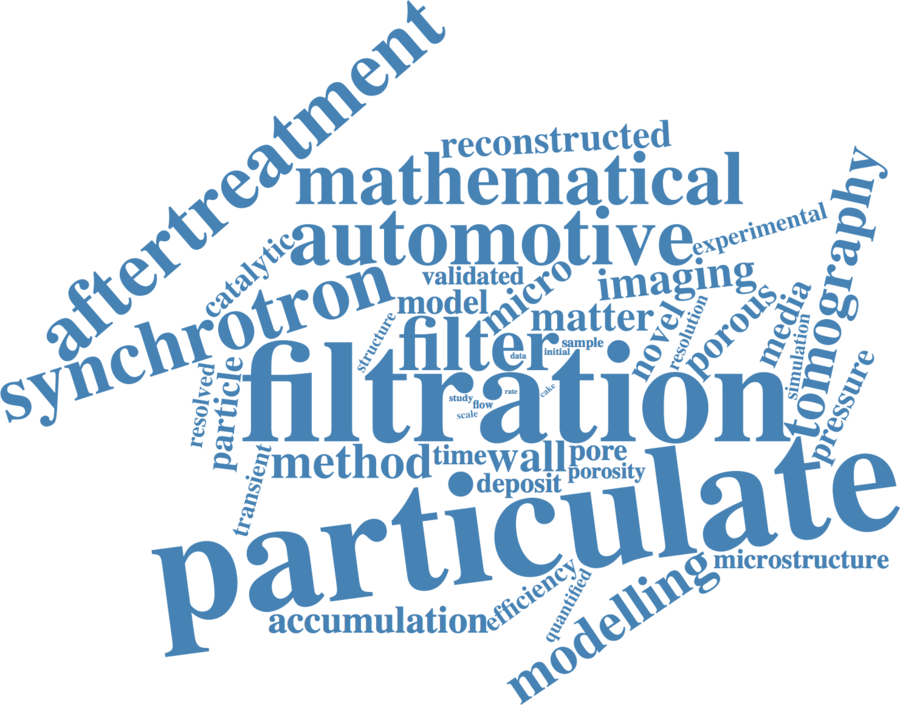 aftertreatment
reconstructed
mathematical
automotive
experimental
tomography
catalytic
synchrotron
validated
micro
imaging
model
matter
novel
resolution
porous
media
simulation
structure
filter
data
initial
sample
filtration
study
flow
scale
rate
cake
pressure
resolved
particle
transient
method
time
wall
pore
porosity
deposit
particulate
microstructure
accumulation
efficiency
quantified
modelling